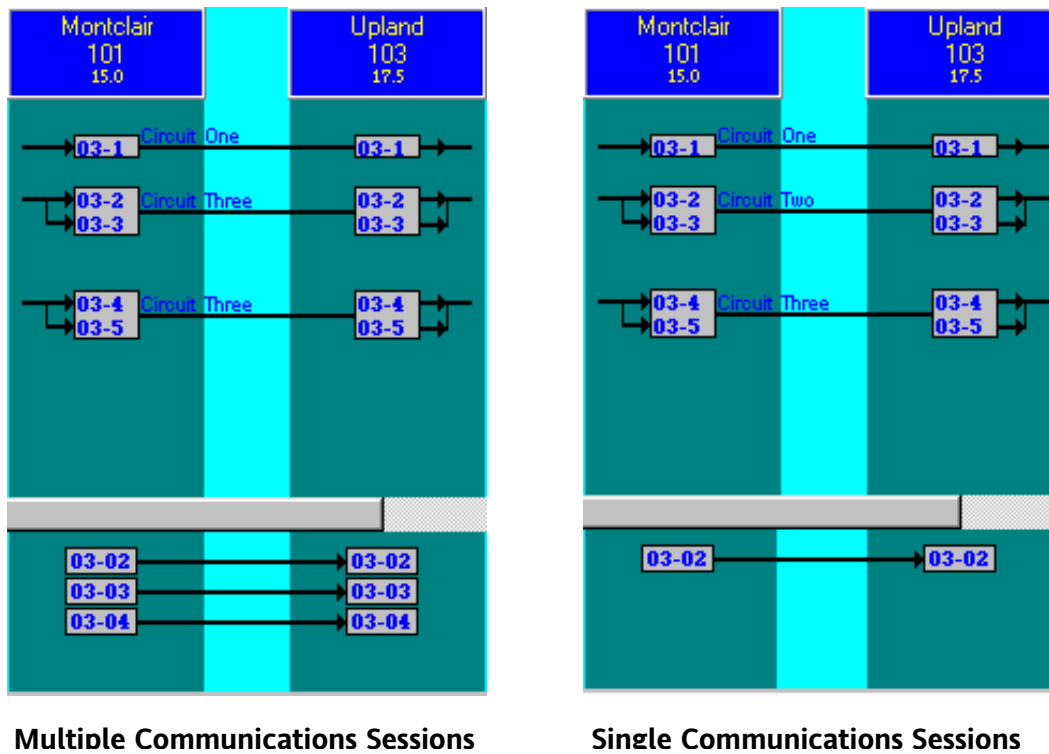 Montclair
101
15.0
Upland
103
17.5
03-1 Circuit One 03-1
03-2 Circuit Three 03-2
03-3 03-3
03-4 Circuit Three 03-4
03-5 03-5
03-02 03-02
03-03 03-03
03-04 03-04
Multiple Communications Sessions
Montclair
101
15.0
Upland
103
17.5
03-1 Circuit One 03-1
03-2 Circuit Two 03-2
03-3 03-3
03-4 Circuit Three 03-4
03-5 03-5
03-02 03-02
Single Communications Sessions